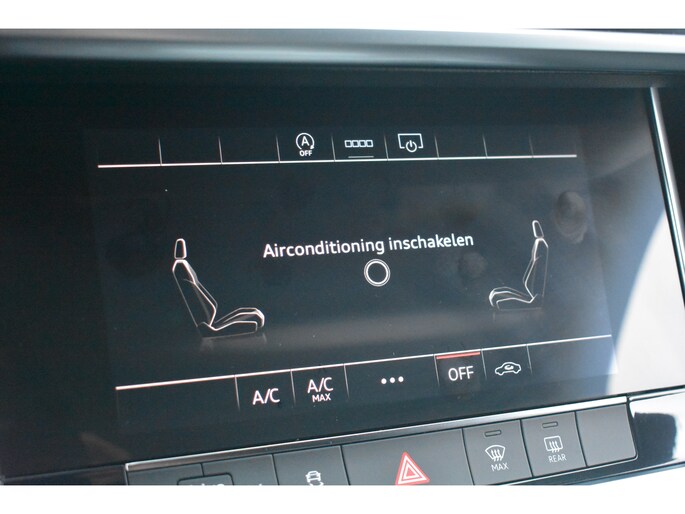 A
OFF
Airconditioning inschakelen
A/C
A/C
MAX
•••
OFF
MAX
REAR